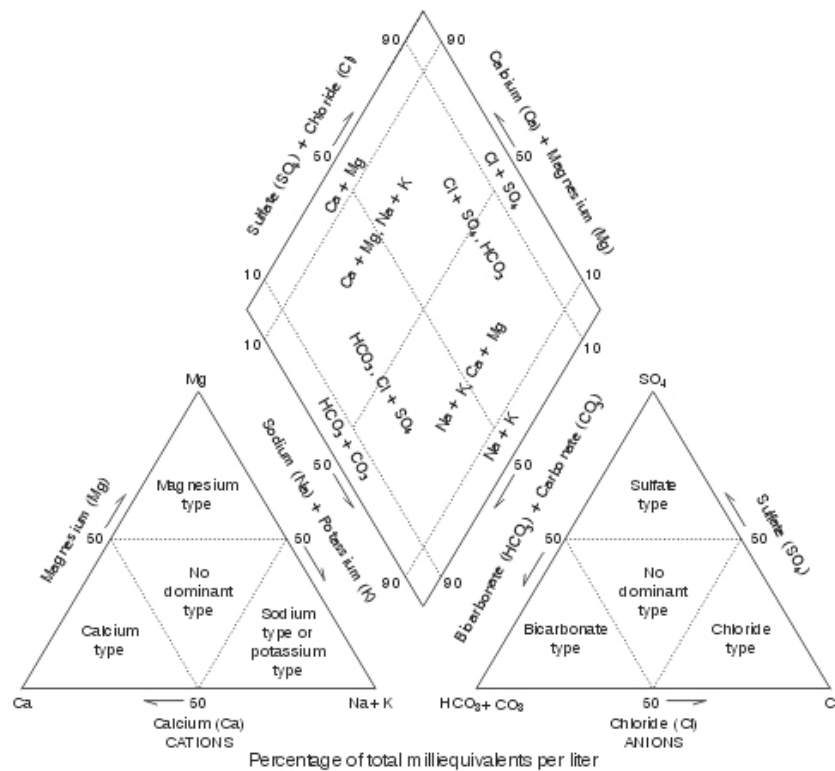 90
90
Sulfate (SO₄) + Chloride (Cl)
Calcium (Ca) + Magnesium (Mg)
50
50
Ca + Mg
Cl + SO₄
Ca + Mg, Na + K
Cl + SO₄, HCO₃
10
10
10
10
HCO₃, Cl + SO₄
Na + K, Ca + Mg
HCO₃ + CO₃
Na + K
50
50
90
90
Mg
SO₄
Sodium (Na) + Potassium (K)
Bicarbonate (HCO₃) + Carbonate (CO₃)
Magnesium (Mg)
Sulfate (SO₄)
Magnesium
type
Sulfate
type
50
50
50
50
No
dominant
type
No
dominant
type
Calcium
type
Sodium
type or
potassium
type
Bicarbonate
type
Chloride
type
Ca
50
Na + K
HCO₃ + CO₃
50
C
Calcium (Ca)
CATIONS
Chloride (Cl)
ANIONS
Percentage of total milliequivalents per liter